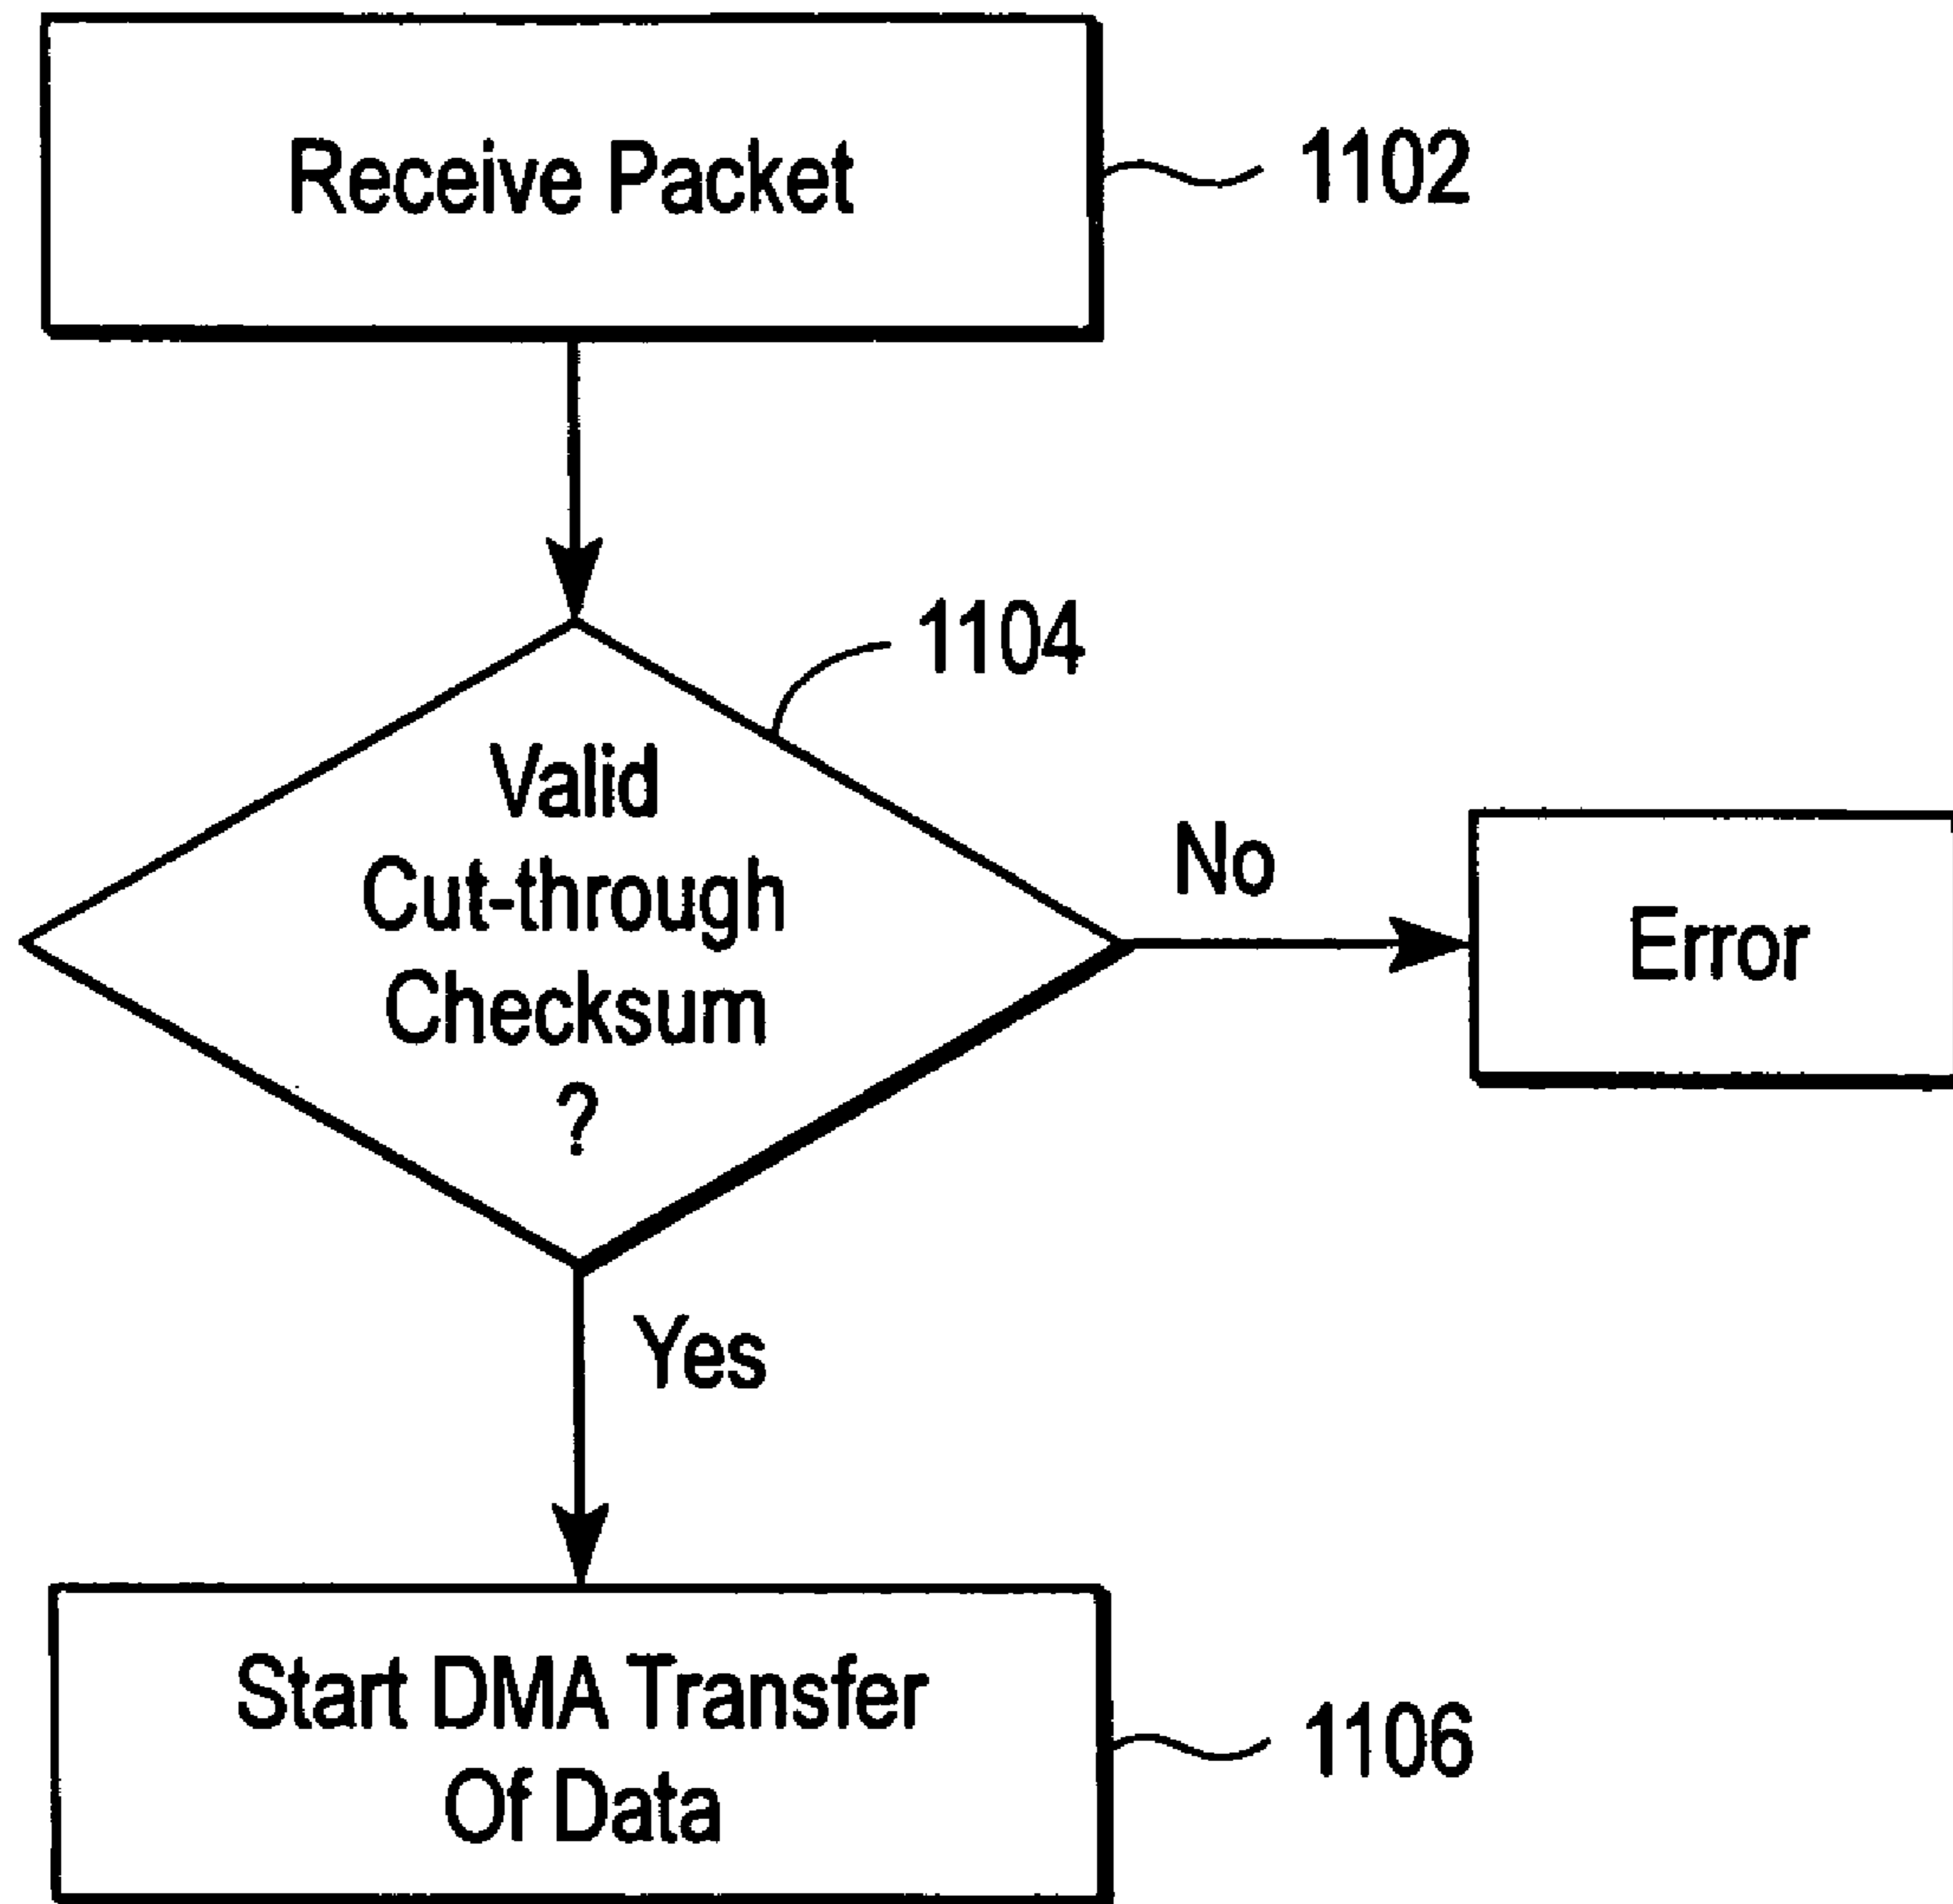 Receive Packet
1102
1104
Valid
Cut-through
Checksum
?
No
Error
Yes
Start DMA Transfer
Of Data
1106